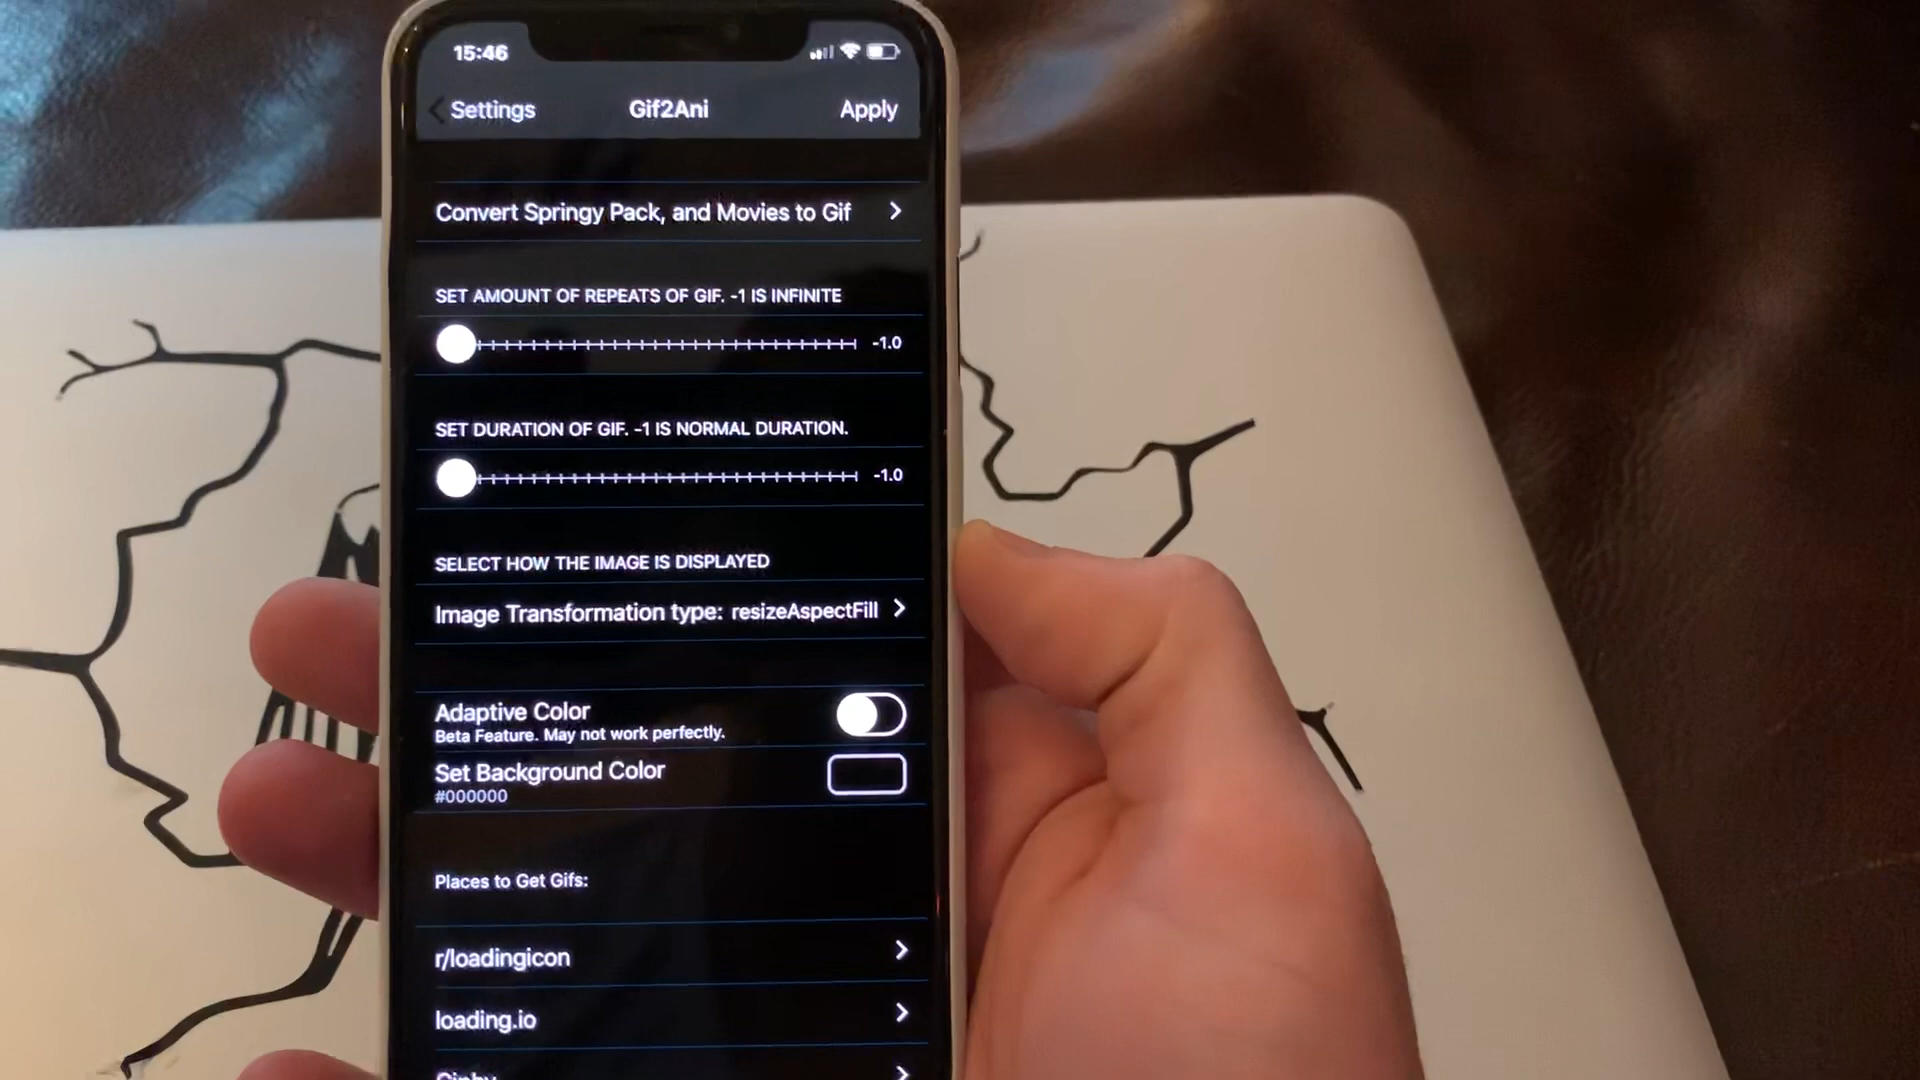 15:46
Settings Gif2Ani Apply
Convert Springy Pack, and Movies to Gif
SET AMOUNT OF REPEATS OF GIF. -1 IS INFINITE
-1.0
SET DURATION OF GIF. -1 IS NORMAL DURATION.
-1.0
SELECT HOW THE IMAGE IS DISPLAYED
Image Transformation type: resizeAspectFill
Adaptive Color
Beta Feature. May not work perfectly.
Set Background Color
#000000
Places to Get Gifs:
r/loadingicon
loading.io